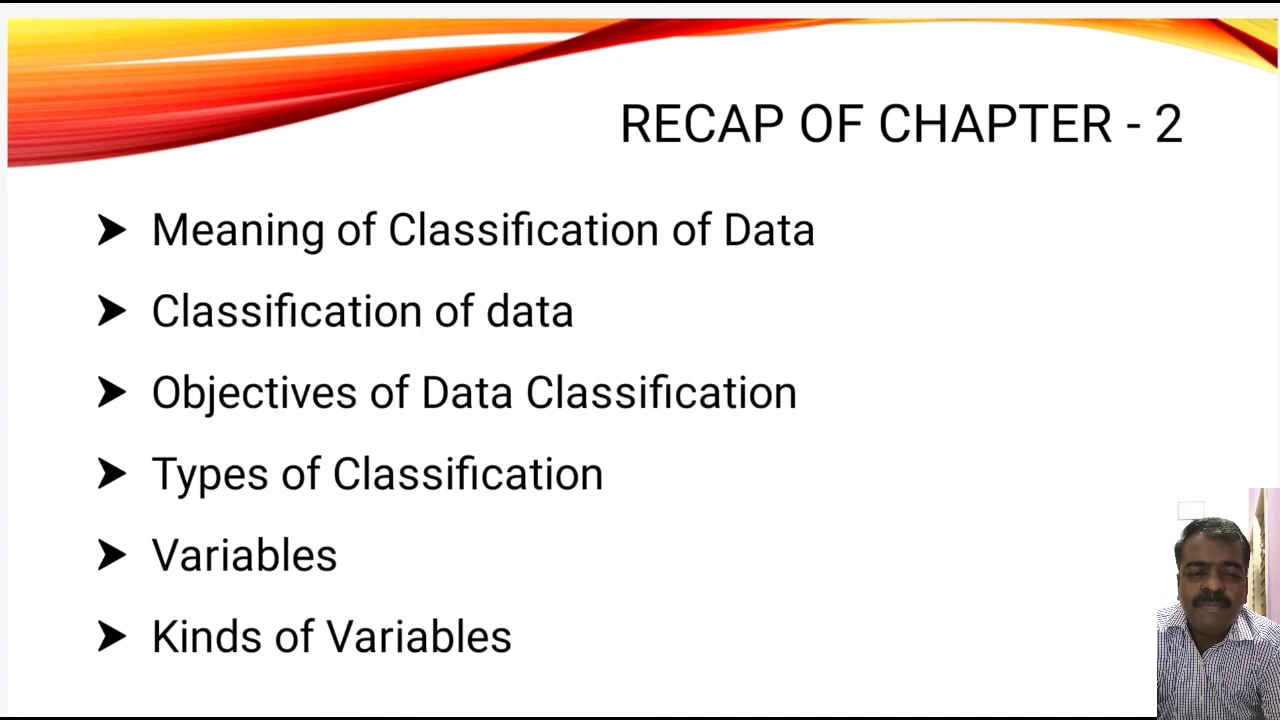 RECAP OF CHAPTER - 2
➤ Meaning of Classification of Data
➤ Classification of data
➤ Objectives of Data Classification
➤ Types of Classification
➤ Variables
➤ Kinds of Variables